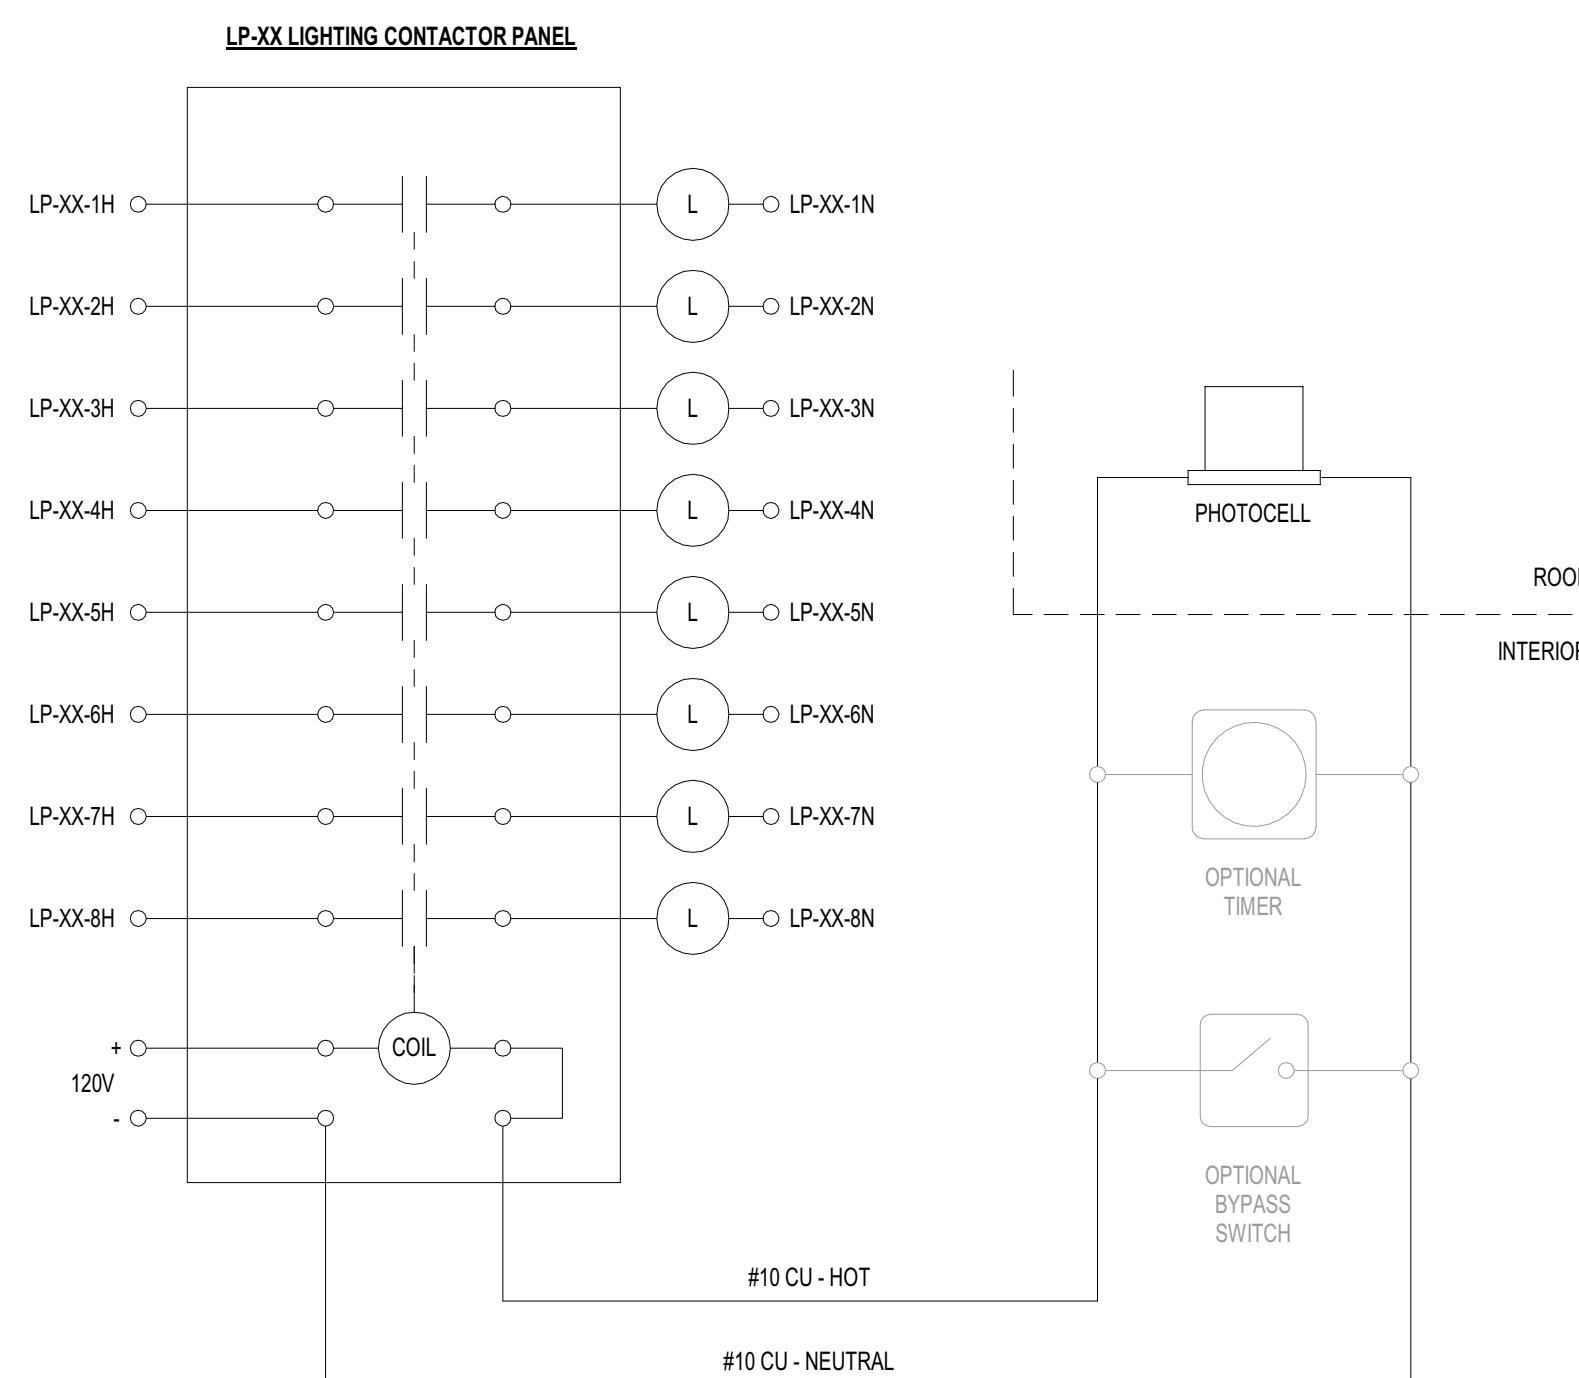 LP-XX LIGHTING CONTACTOR PANEL
LP-XX-1H L LP-XX-1N
LP-XX-2H L LP-XX-2N
LP-XX-3H L LP-XX-3N
LP-XX-4H L LP-XX-4N
LP-XX-5H L LP-XX-5N
LP-XX-6H L LP-XX-6N
LP-XX-7H L LP-XX-7N
LP-XX-8H L LP-XX-8N
+
COIL
120V
-
PHOTOCELL
INTERIOR
OPTIONAL
TIMER
OPTIONAL
BYPASS
SWITCH
#10 CU - HOT
#10 CU - NEUTRAL